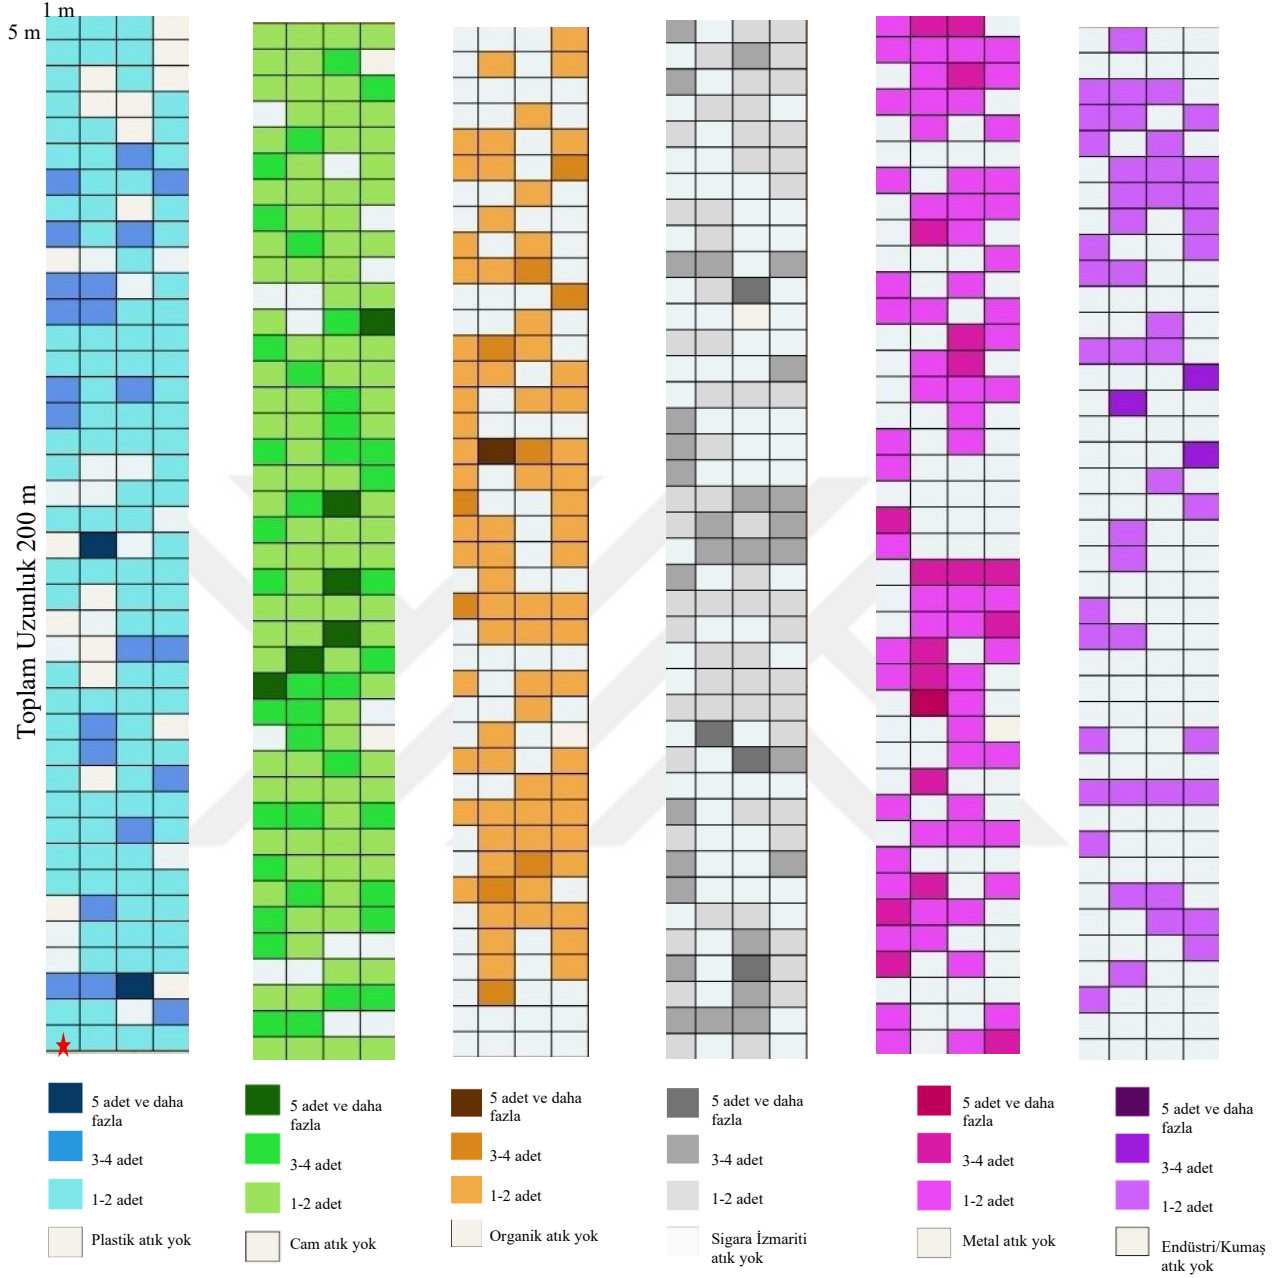 1 m
5 m
Toplam Uzunluk 200 m
5 adet ve daha
fazla
3-4 adet
1-2 adet
Plastik atık yok
5 adet ve daha
fazla
3-4 adet
1-2 adet
Cam atık yok
5 adet ve daha
fazla
3-4 adet
1-2 adet
Organik atık yok
5 adet ve daha
fazla
3-4 adet
1-2 adet
Sigara İzmariti
atık yok
5 adet ve daha
fazla
3-4 adet
1-2 adet
Metal atık yok
5 adet ve daha
fazla
3-4 adet
1-2 adet
Endüstri/Kumaş
atık yok